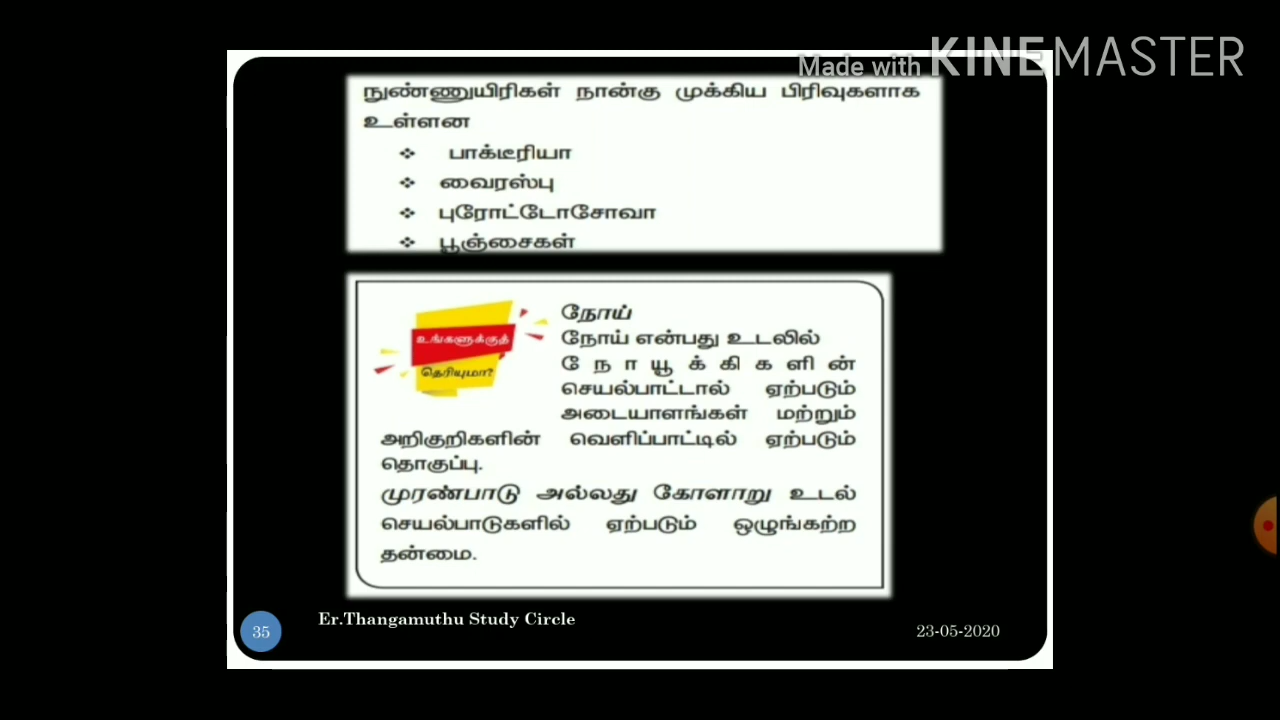 Made with KINEMASTER
நுண்ணுயிரிகள் நான்கு முக்கிய பிரிவுகளாக
உள்ளன
❖ பாக்டீரியா
❖ வைரஸ்பு
❖ புரோட்டோசோவா
❖ பூஞ்சைகள்
உங்களுக்குத்
தெரியுமா?
நோய்
நோய் என்பது உடலில்
நோயூக்கிகளின்
செயல்பாட்டால் ஏற்படும்
அடையாளங்கள் மற்றும்
அறிகுறிகளின் வெளிப்பாட்டில் ஏற்படும்
தொகுப்பு.
முரண்பாடு அல்லது கோளாறு உடல்
செயல்பாடுகளில் ஏற்படும் ஒழுங்கற்ற
தன்மை.
35
Er.Thangamuthu Study Circle
23-05-2020